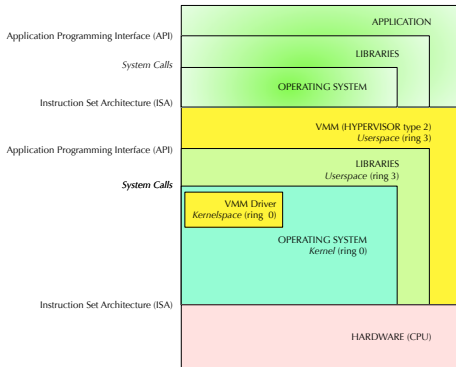 APPLICATION
Application Programming Interface (API)
LIBRARIES
System Calls
OPERATING SYSTEM
Instruction Set Architecture (ISA)
VMM (HYPERVISOR type 2)
Userspace (ring 3)
Application Programming Interface (API)
LIBRARIES
Userspace (ring 3)
System Calls
VMM Driver
Kernelspace (ring 0)
OPERATING SYSTEM
Kernel (ring 0)
Instruction Set Architecture (ISA)
HARDWARE (CPU)